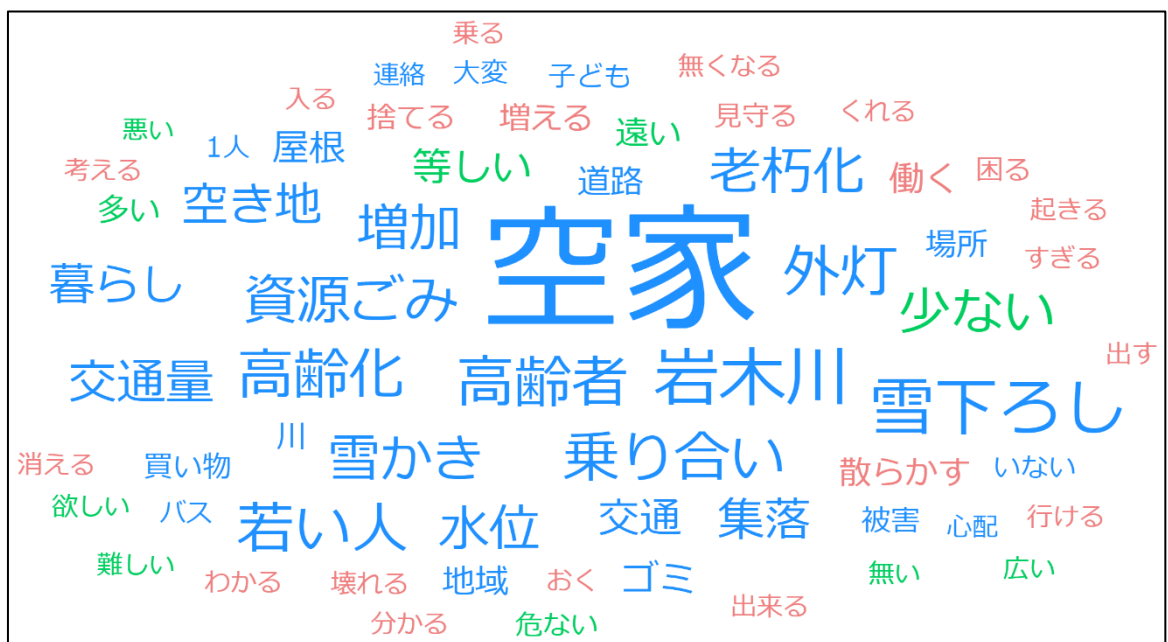 乗る
連絡 大変 子ども 無くなる
入る 捨てる 増える 遠い 見守る くれる
悪い 1人 屋根 等しい 道路 老朽化 働く 困る
考える 多い 空き地 増加 空家 外灯 場所 起きる
すぎる
暮らし 資源ごみ 少ない
出す
交通量 高齢化 高齢者 岩木川 雪下ろし
川 雪かき 乗り合い
消える 買い物 散らかす いない
欲しい バス 若い人 水位 交通 集落 被害 心配 行ける
難しい わかる 壊れる 地域 おく ゴミ 無い 広い
分かる 危ない 出来る